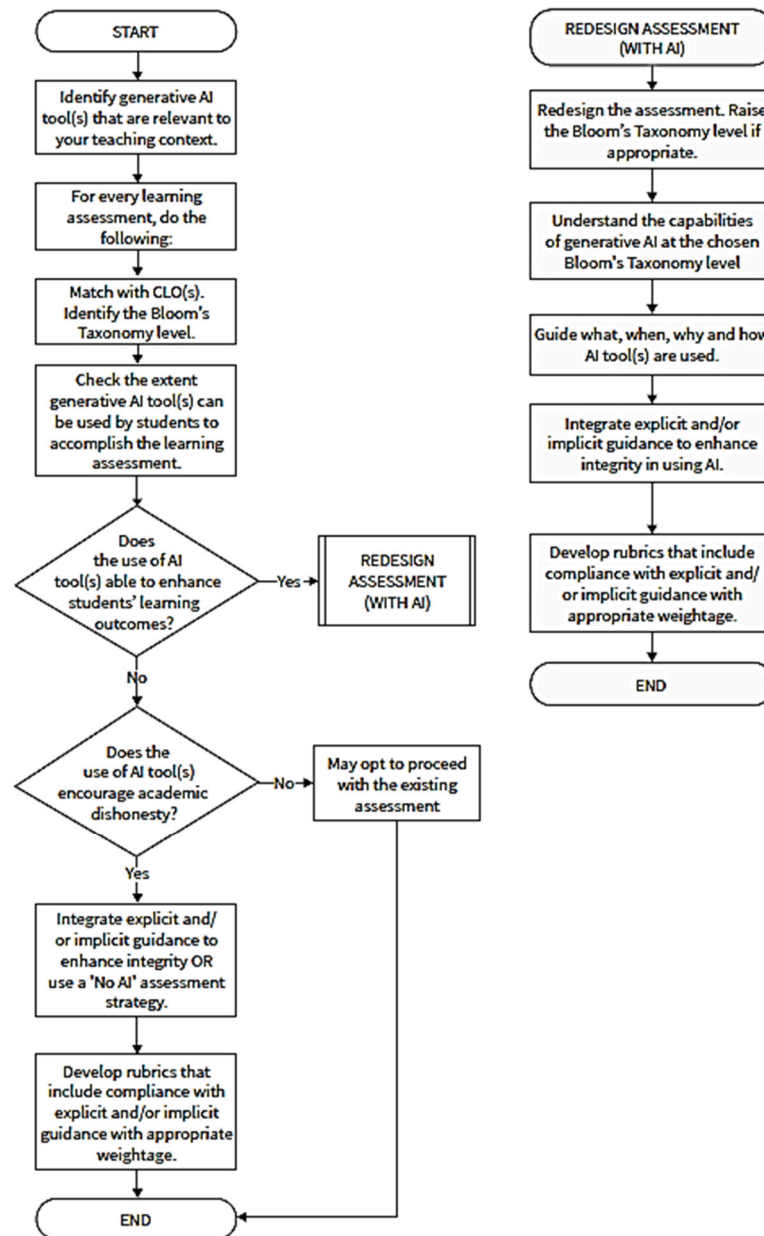 START
Identify generative AI
tool(s) that are relevant to
your teaching context.
For every learning
assessment, do the
following:
Match with CLO(s).
Identify the Bloom's
Taxonomy level.
Check the extent
generative AI tool(s) can
be used by students to
accomplish the learning
assessment.
Does
the use of AI
tool(s) able to enhance
students' learning
outcomes?
Yes
REDESIGN
ASSESSMENT
(WITH AI)
No
Does the
use of AI tool(s)
encourage academic
dishonesty?
No
May opt to proceed
with the existing
assessment
Yes
Integrate explicit and/
or implicit guidance to
enhance integrity OR
use a 'No AI' assessment
strategy.
Develop rubrics that
include compliance with
explicit and/or implicit
guidance with appropriate
weightage.
END
REDESIGN ASSESSMENT
(WITH AI)
Redesign the assessment. Raise
the Bloom's Taxonomy level if
appropriate.
Understand the capabilities
of generative AI at the chosen
Bloom's Taxonomy level
Guide what, when, why and how
AI tool(s) are used.
Integrate explicit and/or
implicit guidance to enhance
integrity in using AI.
Develop rubrics that include
compliance with explicit and/
or implicit guidance with
appropriate weightage.
END